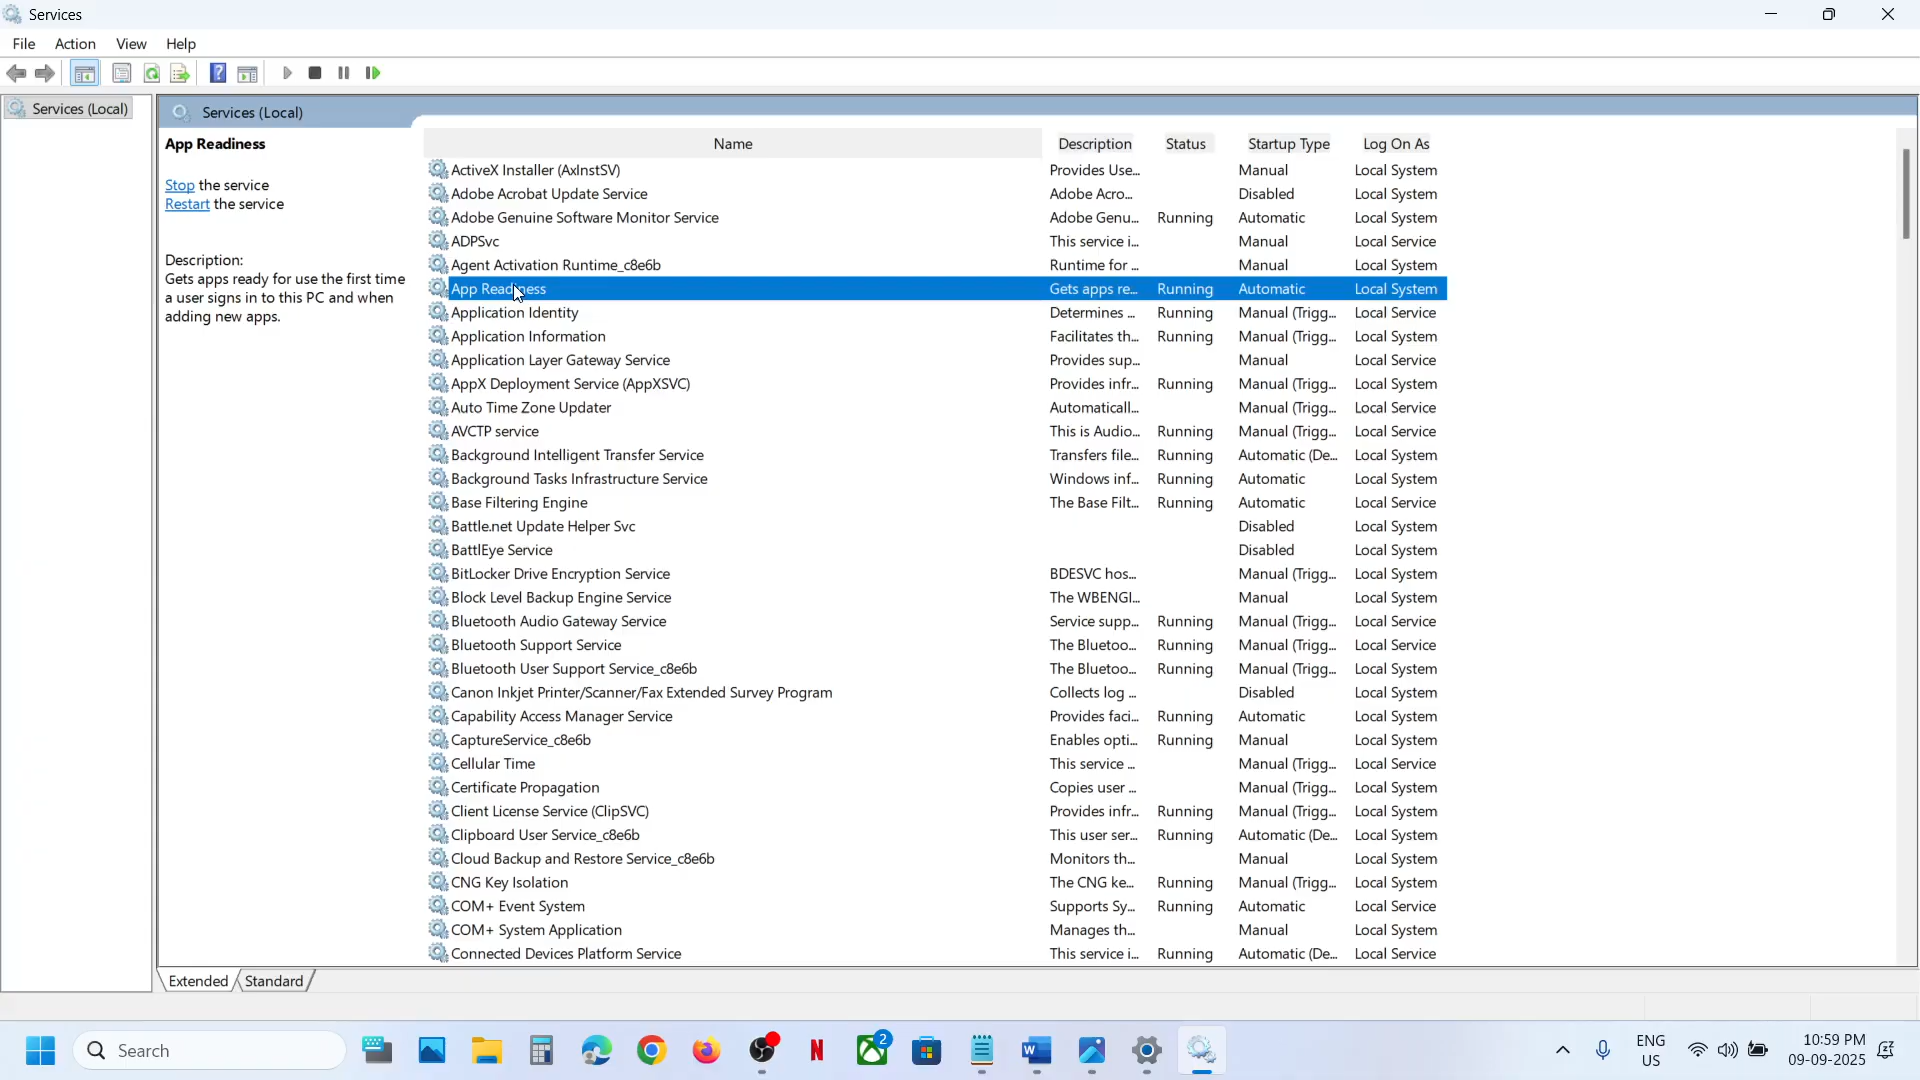 Services
File Action View Help
Services (Local)
Services (Local)
App Readiness
Stop the service
Restart the service
Description:
Gets apps ready for use the first time
a user signs in to this PC and when
adding new apps.
Name Description Status Startup Type Log On As
ActiveX Installer (AxInstSV) Provides Use... Manual Local System
Adobe Acrobat Update Service Adobe Acro... Disabled Local System
Adobe Genuine Software Monitor Service Adobe Genu... Running Automatic Local System
ADPSvc This service i... Manual Local Service
Agent Activation Runtime_c8e6b Runtime for ... Manual Local System
App Readiness Gets apps re... Running Automatic Local System
Application Identity Determines ... Running Manual (Trigg... Local Service
Application Information Facilitates th... Running Manual (Trigg... Local System
Application Layer Gateway Service Provides sup... Manual Local Service
AppX Deployment Service (AppXSVC) Provides infr... Running Manual (Trigg... Local System
Auto Time Zone Updater Automaticall... Manual (Trigg... Local Service
AVCTP service This is Audio... Running Manual (Trigg... Local Service
Background Intelligent Transfer Service Transfers file... Running Automatic (De... Local System
Background Tasks Infrastructure Service Windows inf... Running Automatic Local System
Base Filtering Engine The Base Filt... Running Automatic Local Service
Battle.net Update Helper Svc Disabled Local System
BattlEye Service Disabled Local System
BitLocker Drive Encryption Service BDESVC hos... Manual (Trigg... Local System
Block Level Backup Engine Service The WBENGI... Manual Local System
Bluetooth Audio Gateway Service Service supp... Running Manual (Trigg... Local Service
Bluetooth Support Service The Bluetoo... Running Manual (Trigg... Local Service
Bluetooth User Support Service_c8e6b The Bluetoo... Running Manual (Trigg... Local System
Canon Inkjet Printer/Scanner/Fax Extended Survey Program Collects log ... Disabled Local System
Capability Access Manager Service Provides faci... Running Automatic Local System
CaptureService_c8e6b Enables opti... Running Manual Local System
Cellular Time This service ... Manual (Trigg... Local Service
Certificate Propagation Copies user ... Manual (Trigg... Local System
Client License Service (ClipSVC) Provides infr... Running Manual (Trigg... Local System
Clipboard User Service_c8e6b This user ser... Running Automatic (De... Local System
Cloud Backup and Restore Service_c8e6b Monitors th... Manual Local System
CNG Key Isolation The CNG ke... Running Manual (Trigg... Local System
COM+ Event System Supports Sy... Running Automatic Local Service
COM+ System Application Manages th... Manual Local System
Connected Devices Platform Service This service i... Running Automatic (De... Local Service
Extended Standard
Search
2
ENG
US
10:59 PM
09-09-2025